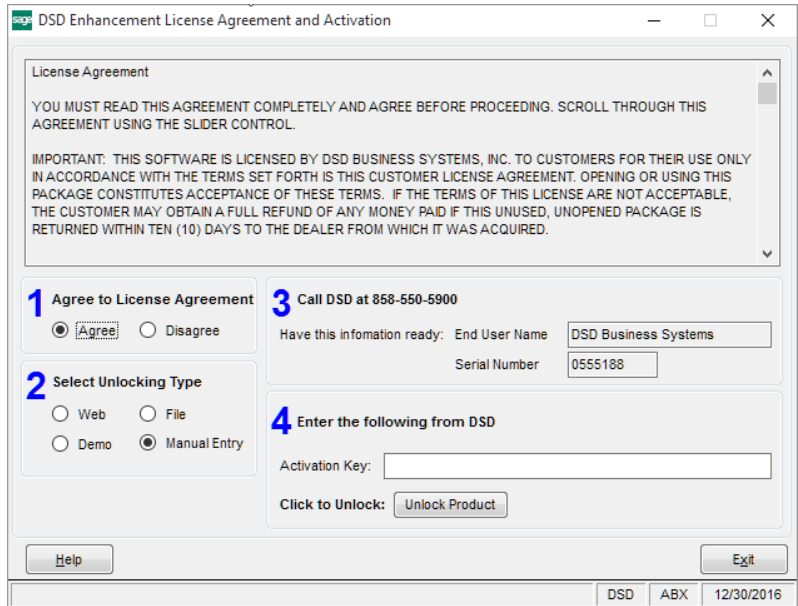 sage DSD Enhancement License Agreement and Activation
License Agreement
YOU MUST READ THIS AGREEMENT COMPLETELY AND AGREE BEFORE PROCEEDING. SCROLL THROUGH THIS
AGREEMENT USING THE SLIDER CONTROL.
IMPORTANT: THIS SOFTWARE IS LICENSED BY DSD BUSINESS SYSTEMS, INC. TO CUSTOMERS FOR THEIR USE ONLY
IN ACCORDANCE WITH THE TERMS SET FORTH IS THIS CUSTOMER LICENSE AGREEMENT. OPENING OR USING THIS
PACKAGE CONSTITUTES ACCEPTANCE OF THESE TERMS. IF THE TERMS OF THIS LICENSE ARE NOT ACCEPTABLE,
THE CUSTOMER MAY OBTAIN A FULL REFUND OF ANY MONEY PAID IF THIS UNUSED, UNOPENED PACKAGE IS
RETURNED WITHIN TEN (10) DAYS TO THE DEALER FROM WHICH IT WAS ACQUIRED.
1 Agree to License Agreement
Agree Disagree
2 Select Unlocking Type
Web File
Demo Manual Entry
3 Call DSD at 858-550-5900
Have this infomation ready: End User Name DSD Business Systems
Serial Number 0555188
4 Enter the following from DSD
Activation Key:
Click to Unlock: Unlock Product
Help Exit
DSD ABX 12/30/2016